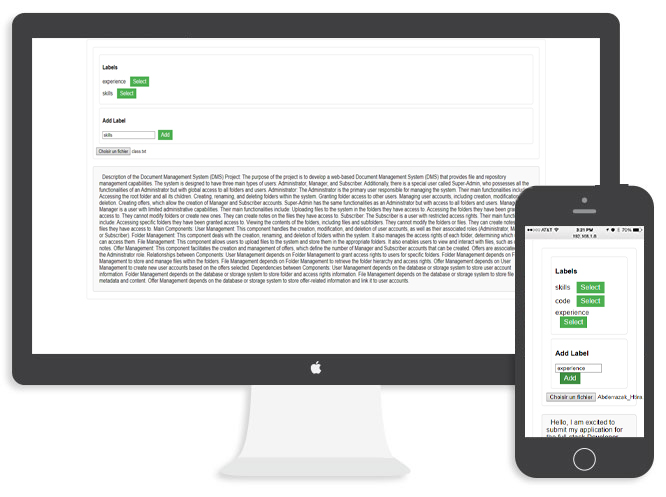 Labels
experience Select
skills Select
Add Label
skills Add
Choisir un fichier class.txt
Description of the Document Management System (DMS) Project: The purpose of the project is to develop a web-based Document Management System (DMS) that provides file and repository
management capabilities. The system is designed to have three main types of users: Administrator, Manager, and Subscriber. Additionally, there is a special user called Super-Admin, who possesses all the
functionalities of an Administrator but with global access to all folders and users. Administrator: The Administrator is the primary user responsible for managing the system. Their main functionalities include:
Accessing the root folder and all its children. Creating, renaming, and deleting folders within the system. Granting folder access to other users. Managing user accounts, including creation, modification
deletion. Creating offers, which allow the creation of Manager and Subscriber accounts. Super-Admin has the same functionalities as an Administrator but with access to all folders and users. Manager
Manager is a user with limited administrative capabilities. Their main functionalities include: Uploading files to the system in the folders they have access to. Accessing the folders they have been granted
access to. They cannot modify folders or create new ones. They can create notes on the files they have access to. Subscriber: The Subscriber is a user with restricted access rights. Their main
include: Accessing specific folders they have been granted access to. Viewing the contents of the folders, including files and subfolders. They cannot modify the folders or files. They can create notes
files they have access to. Main Components: User Management: This component handles the creation, modification, and deletion of user accounts, as well as their associated roles (Administrator,
or Subscriber). Folder Management: This component deals with the creation, renaming, and deletion of folders within the system. It also manages the access rights of each folder, determining which
can access them. File Management: This component allows users to upload files to the system and store them in the appropriate folders. It also enables users to view and interact with files, such as
notes. Offer Management: This component facilitates the creation and management of offers, which define the number of Manager and Subscriber accounts that can be created. Offers are associated
the Administrator role. Relationships between Components: User Management depends on Folder Management to grant access rights to users for specific folders. Folder Management depends on
Management to store and manage files within the folders. File Management depends on Folder Management to retrieve the folder hierarchy and access rights. Offer Management depends on User
Management to create new user accounts based on the offers selected. Dependencies between Components: User Management depends on the database or storage system to store user account
information. Folder Management depends on the database or storage system to store folder and access rights information. File Management depends on the database or storage system to store file
metadata and content. Offer Management depends on the database or storage system to store offer related information and link it to user accounts.
AT&T 3:21 PM
192.168.1.8
Labels
skills Select
code Select
experience
Select
Add Label
experience
Add
Choisir un fichier
Hello, I am excited to
submit my application for
the full stack Developer